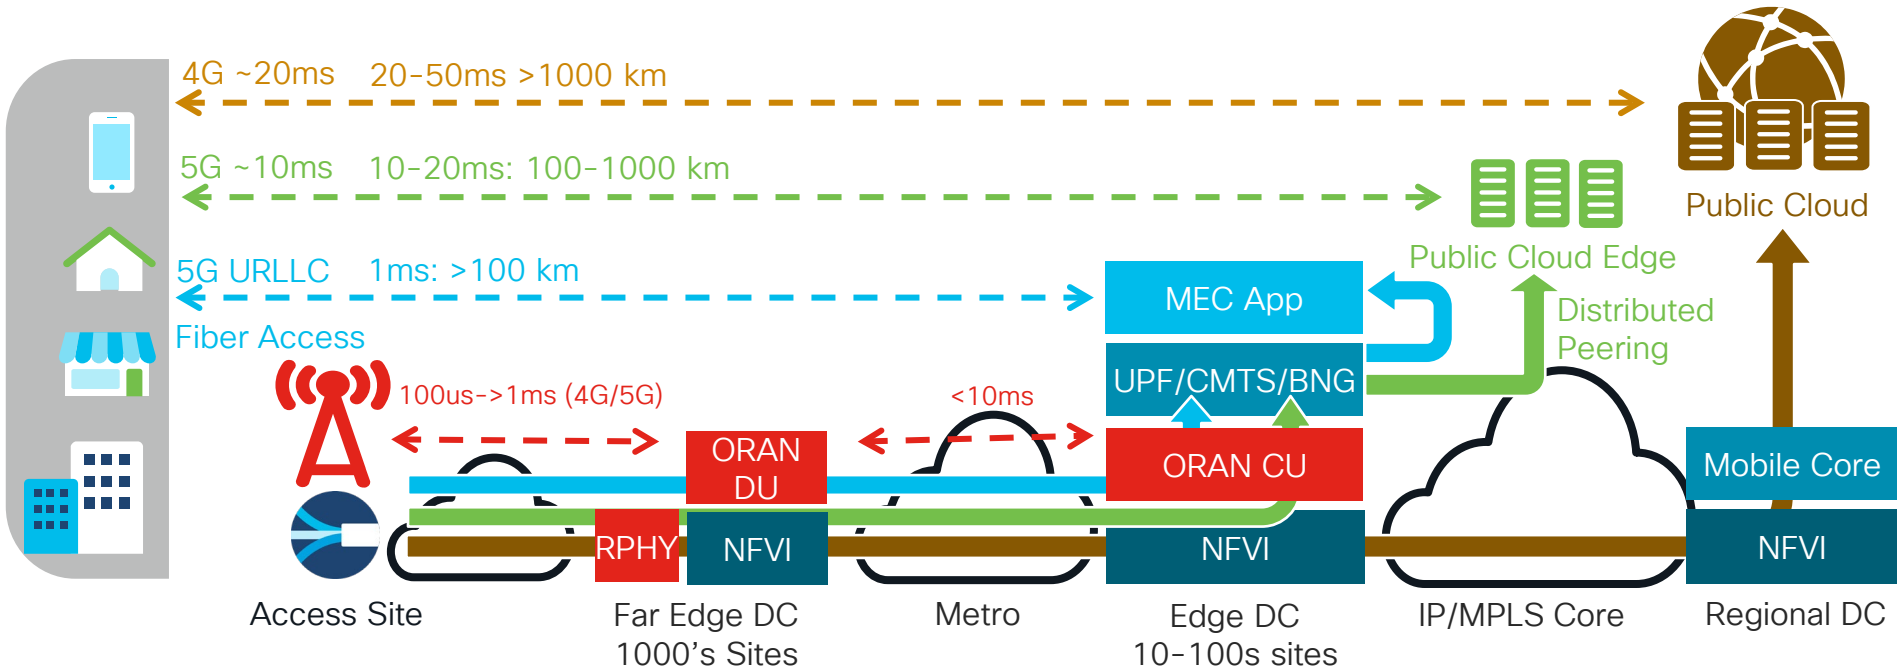 4G ~20ms 20-50ms >1000 km
5G ~10ms 10-20ms: 100-1000 km
Public Cloud
5G URLLC 1ms: >100 km
Public Cloud Edge
MEC App
Distributed
Peering
Fiber Access
100us->1ms (4G/5G)
<10ms
UPF/CMTS/BNG
ORAN
DU
ORAN CU
Mobile Core
RPHY
NFVI
NFVI
NFVI
Access Site
Far Edge DC
1000’s Sites
Metro
Edge DC
10-100s sites
IP/MPLS Core
Regional DC